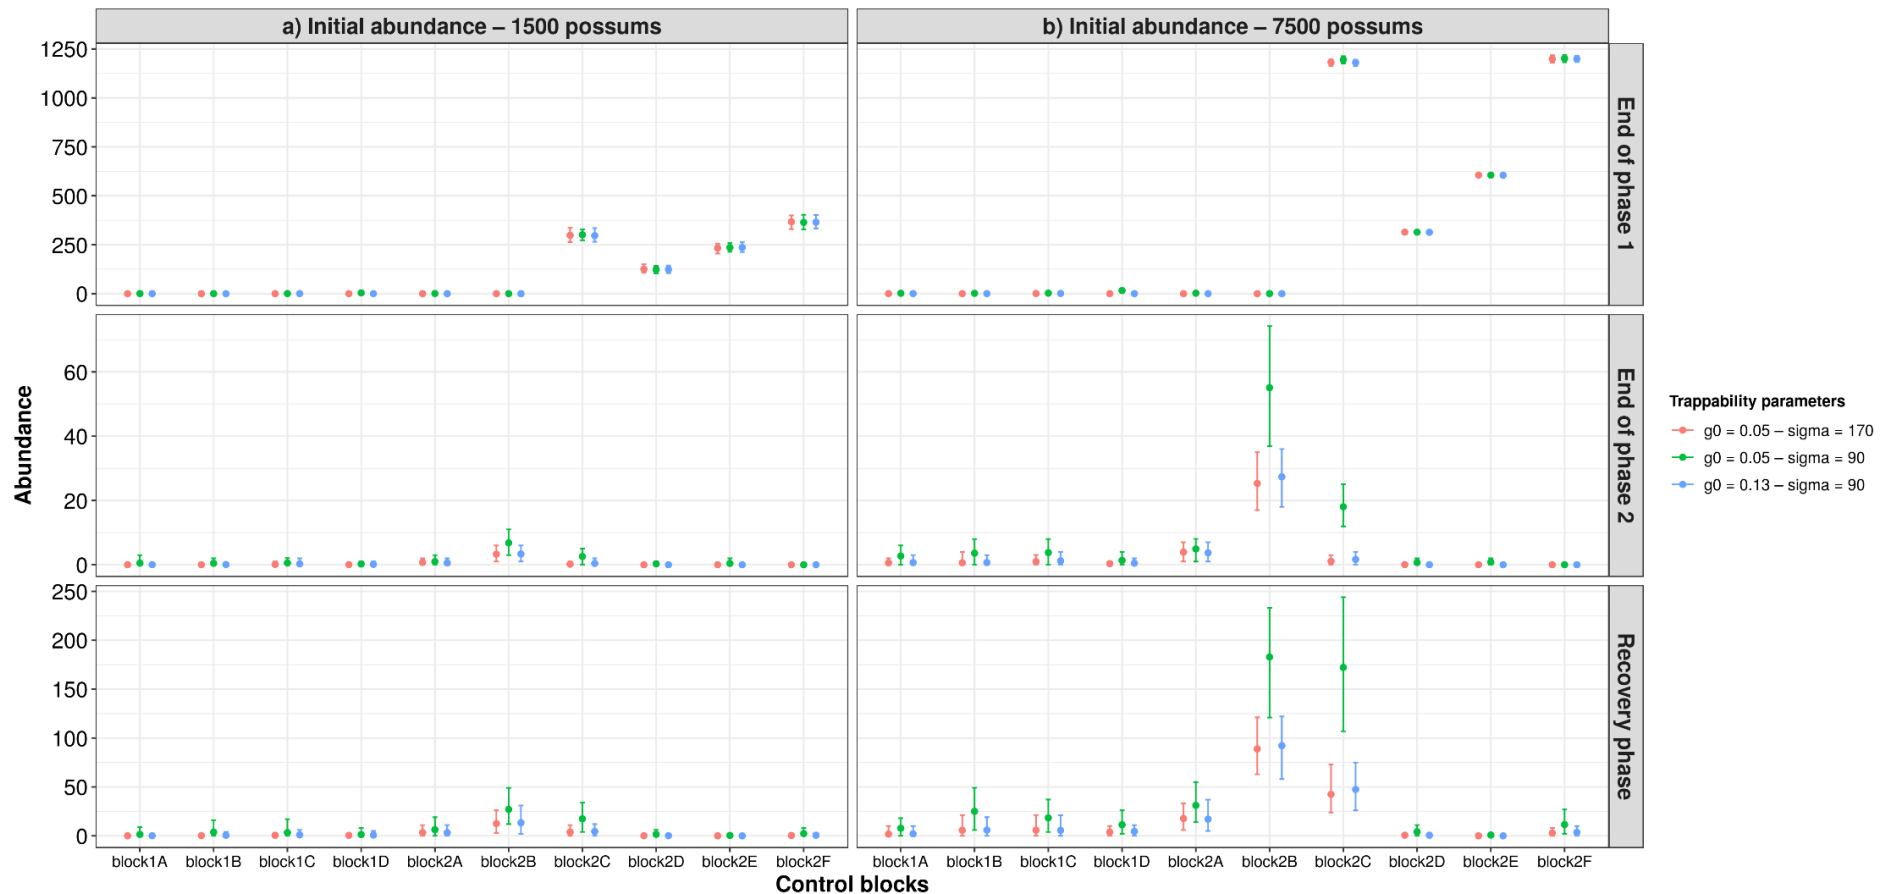 a) Initial abundance – 1500 possums
b) Initial abundance – 7500 possums
1250
1000
750
500
250
0
End of phase 1
60
40
20
0
End of phase 2
250
200
150
100
50
0
Recovery phase
Abundance
block1A block1B block1C block1D block2A block2B block2C block2D block2E block2F
block1A block1B block1C block1D block2A block2B block2C block2D block2E block2F
Control blocks
Trappability parameters
g0 = 0.05 – sigma = 170
g0 = 0.05 – sigma = 90
g0 = 0.13 – sigma = 90